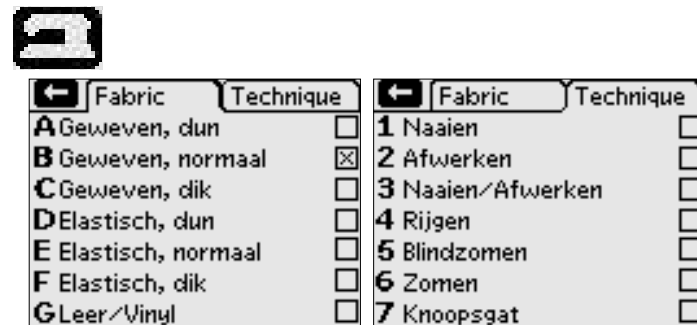 Fabric Technique
A Geweven, dun
B Geweven, normaal
C Geweven, dik
D Elastisch, dun
E Elastisch, normaal
F Elastisch, dik
G Leer/Vinyl
Fabric Technique
1 Naaien
2 Afwerken
3 Naaien/Afwerken
4 Rijgen
5 Blindzomen
6 Zomen
7 Knoopsgat